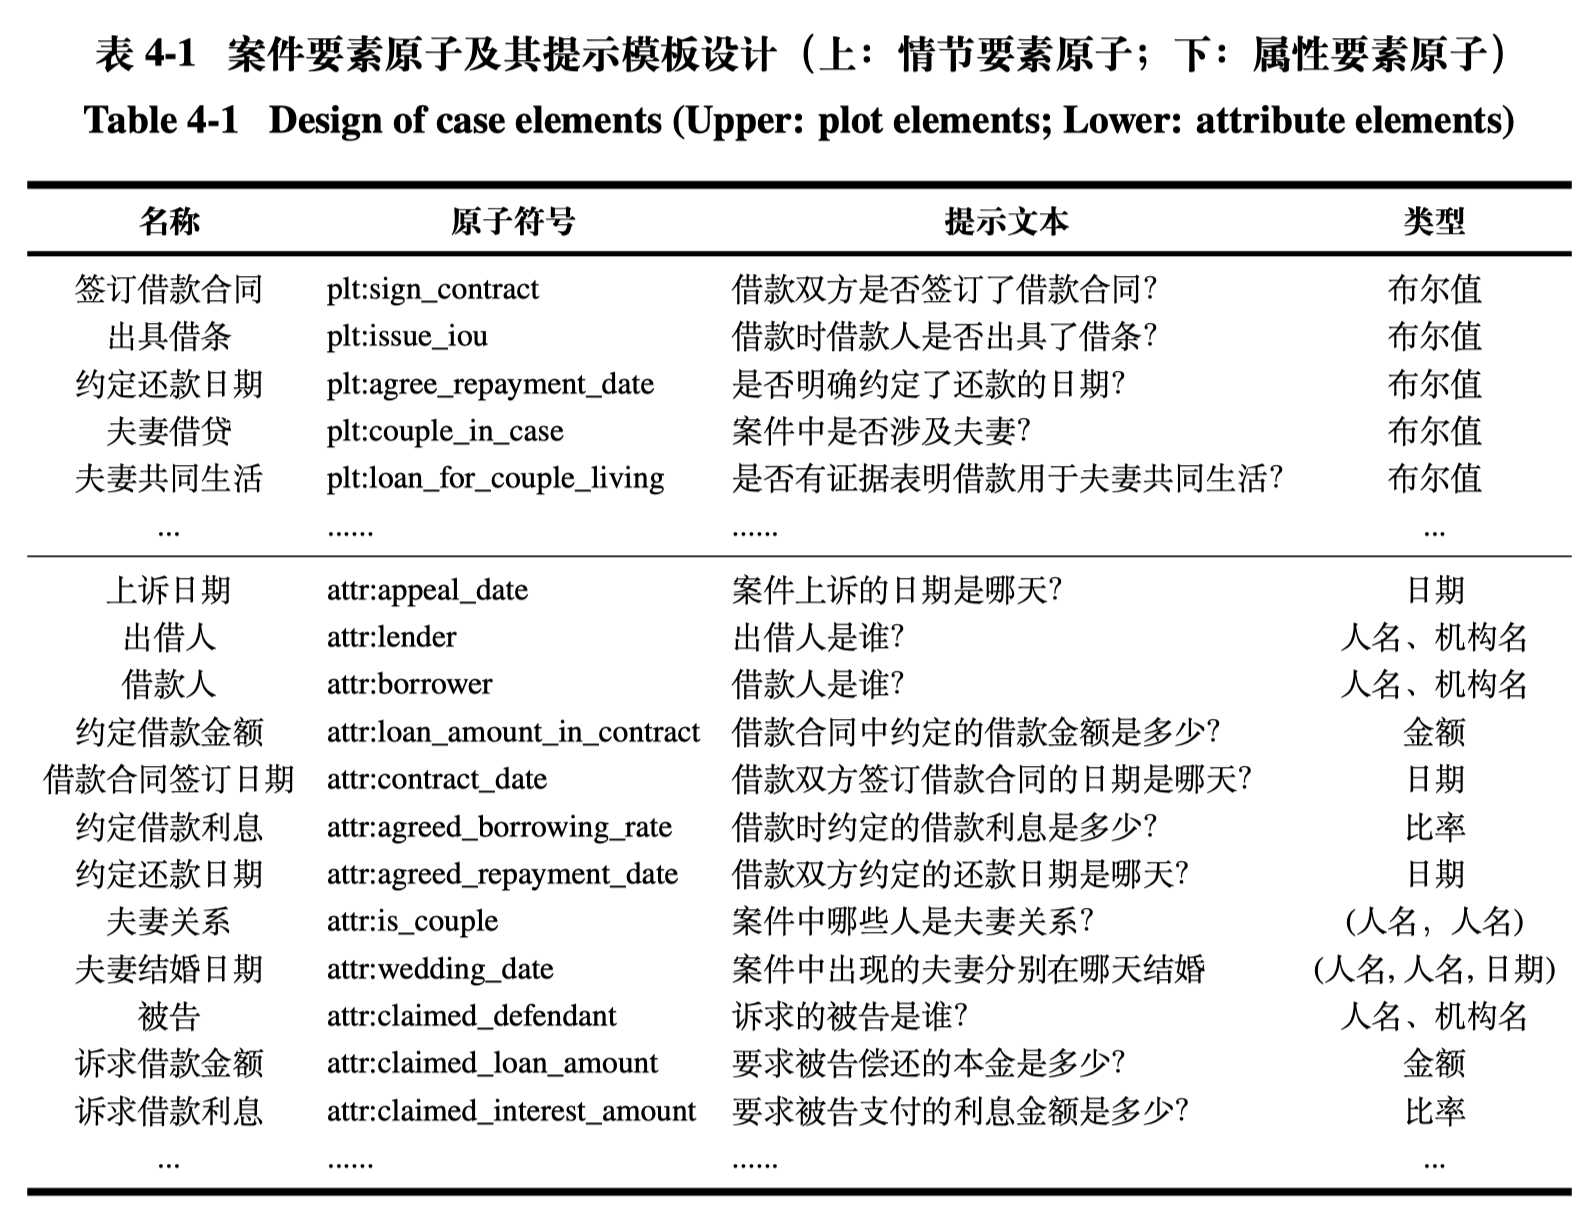 表 4-1 案件要素原子及其提示模板设计（上：情节要素原子；下：属性要素原子）
Table 4-1 Design of case elements (Upper: plot elements; Lower: attribute elements)
名称 原子符号 提示文本 类型
签订借款合同 plt:sign_contract 借款双方是否签订了借款合同？ 布尔值
出具借条 plt:issue_iou 借款时借款人是否出具了借条？ 布尔值
约定还款日期 plt:agree_repayment_date 是否明确约定了还款的日期？ 布尔值
夫妻借贷 plt:couple_in_case 案件中是否涉及夫妻？ 布尔值
夫妻共同生活 plt:loan_for_couple_living 是否有证据表明借款用于夫妻共同生活？ 布尔值
... ...... ...... ...
上诉日期 attr:appeal_date 案件上诉的日期是哪天？ 日期
出借人 attr:lender 出借人是谁？ 人名、机构名
借款人 attr:borrower 借款人是谁？ 人名、机构名
约定借款金额 attr:loan_amount_in_contract 借款合同中约定的借款金额是多少？ 金额
借款合同签订日期 attr:contract_date 借款双方签订借款合同的日期是哪天？ 日期
约定借款利息 attr:agreed_borrowing_rate 借款时约定的借款利息是多少？ 比率
约定还款日期 attr:agreed_repayment_date 借款双方约定的还款日期是哪天？ 日期
夫妻关系 attr:is_couple 案件中哪些人是夫妻关系？ (人名，人名)
夫妻结婚日期 attr:wedding_date 案件中出现的夫妻分别在哪天结婚 (人名, 人名, 日期)
被告 attr:claimed_defendant 诉求的被告是谁？ 人名、机构名
诉求借款金额 attr:claimed_loan_amount 要求被告偿还的本金是多少？ 金额
诉求借款利息 attr:claimed_interest_amount 要求被告支付的利息金额是多少？ 比率
... ...... ...... ...